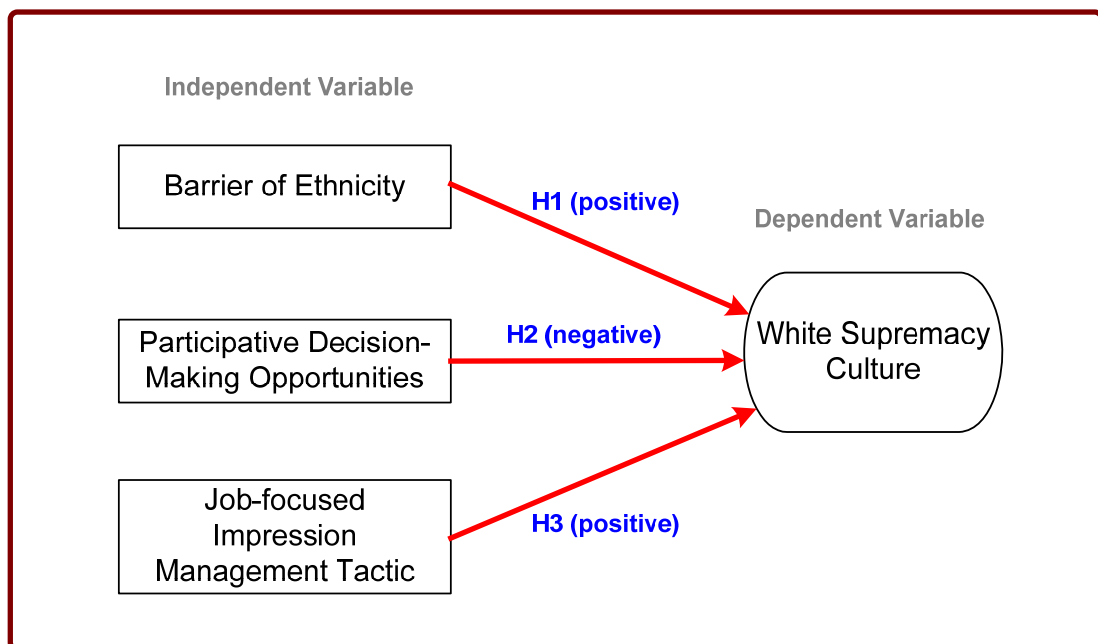 Independent Variable
Barrier of Ethnicity
H1 (positive)
Dependent Variable
Participative Decision-
Making Opportunities
H2 (negative)
White Supremacy
Culture
Job-focused
Impression
Management Tactic
H3 (positive)